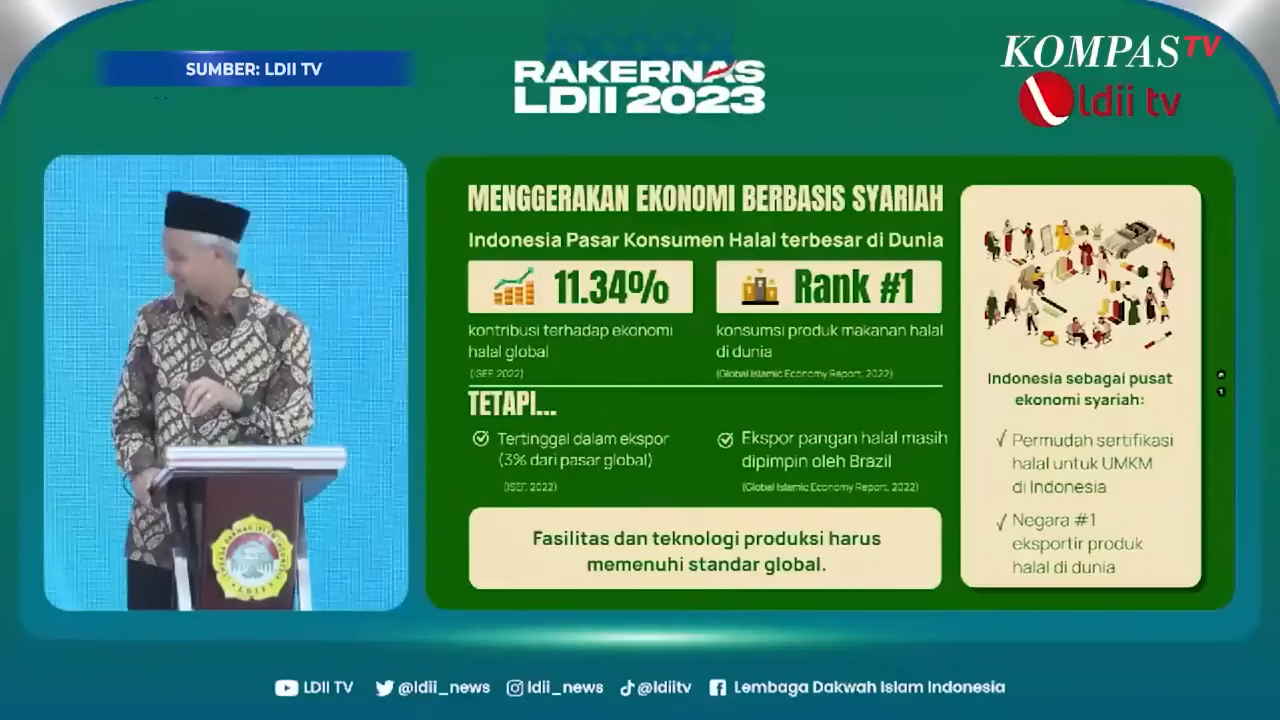 SUMBER: LDII TV
RAKERNAS
LDII 2023
KOMPASTV
ldii tv
MENGGERAKAN EKONOMI BERBASIS SYARIAH
Indonesia Pasar Konsumen Halal terbesar di Dunia
11.34%
kontribusi terhadap ekonomi
halal global
(ISEF 2022)
Rank #1
konsumsi produk makanan halal
di dunia
(Global Islamic Economy Report, 2022)
TETAPI...
Tertinggal dalam ekspor
(3% dari pasar global)
(ISEF 2022)
Ekspor pangan halal masih
dipimpin oleh Brazil
(Global Islamic Economy Report, 2022)
Fasilitas dan teknologi produksi harus
memenuhi standar global.
Indonesia sebagai pusat
ekonomi syariah:
√ Permudah sertifikasi
halal untuk UMKM
di Indonesia
√ Negara #1
eksportir produk
halal di dunia
LDII
LDII TV
@ldii_news
ldii_news
@ldiitv
Lembaga Dakwah Islam Indonesia